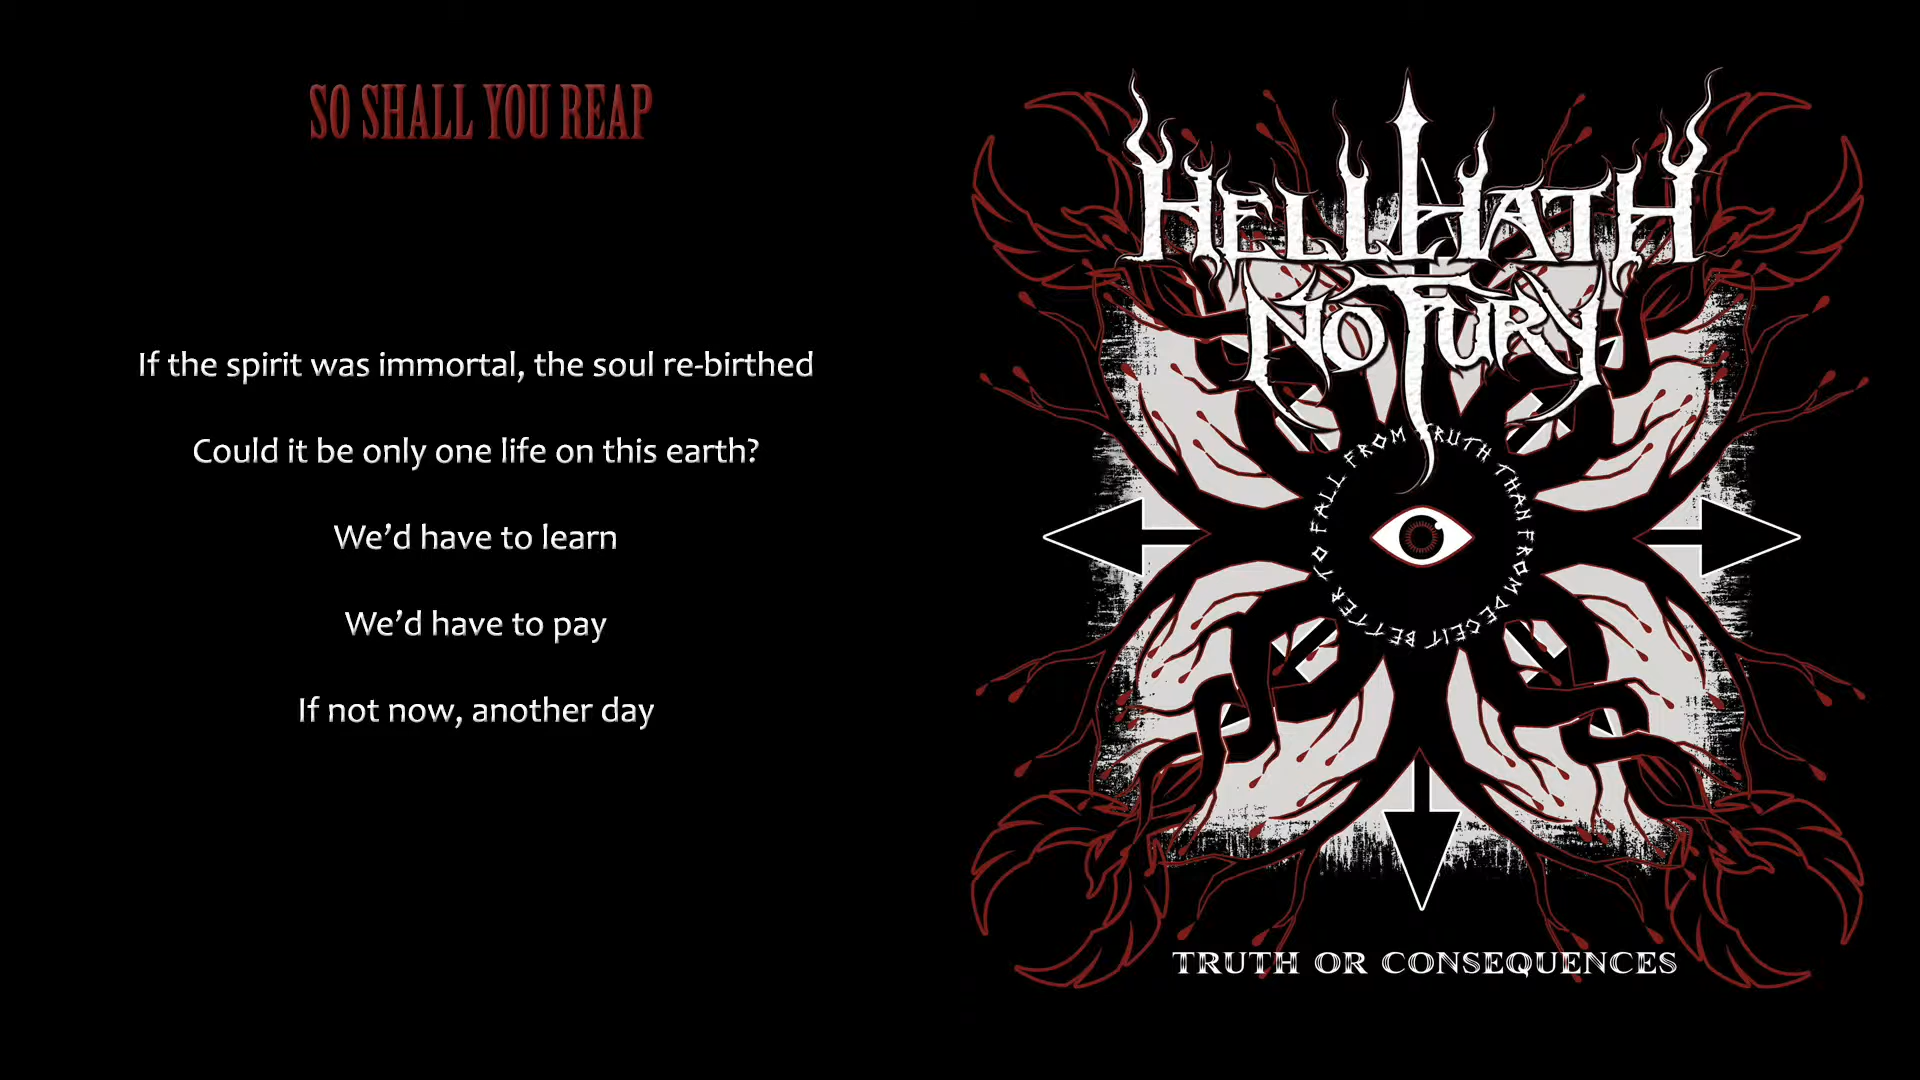 SO SHALL YOU REAP
If the spirit was immortal, the soul re-birthed
Could it be only one life on this earth?
We’d have to learn
We’d have to pay
If not now, another day
HELL HATH
NO FURY
BETTER TO FALL FROM TRUTH THAN FROM DECEIT
TRUTH OR CONSEQUENCES